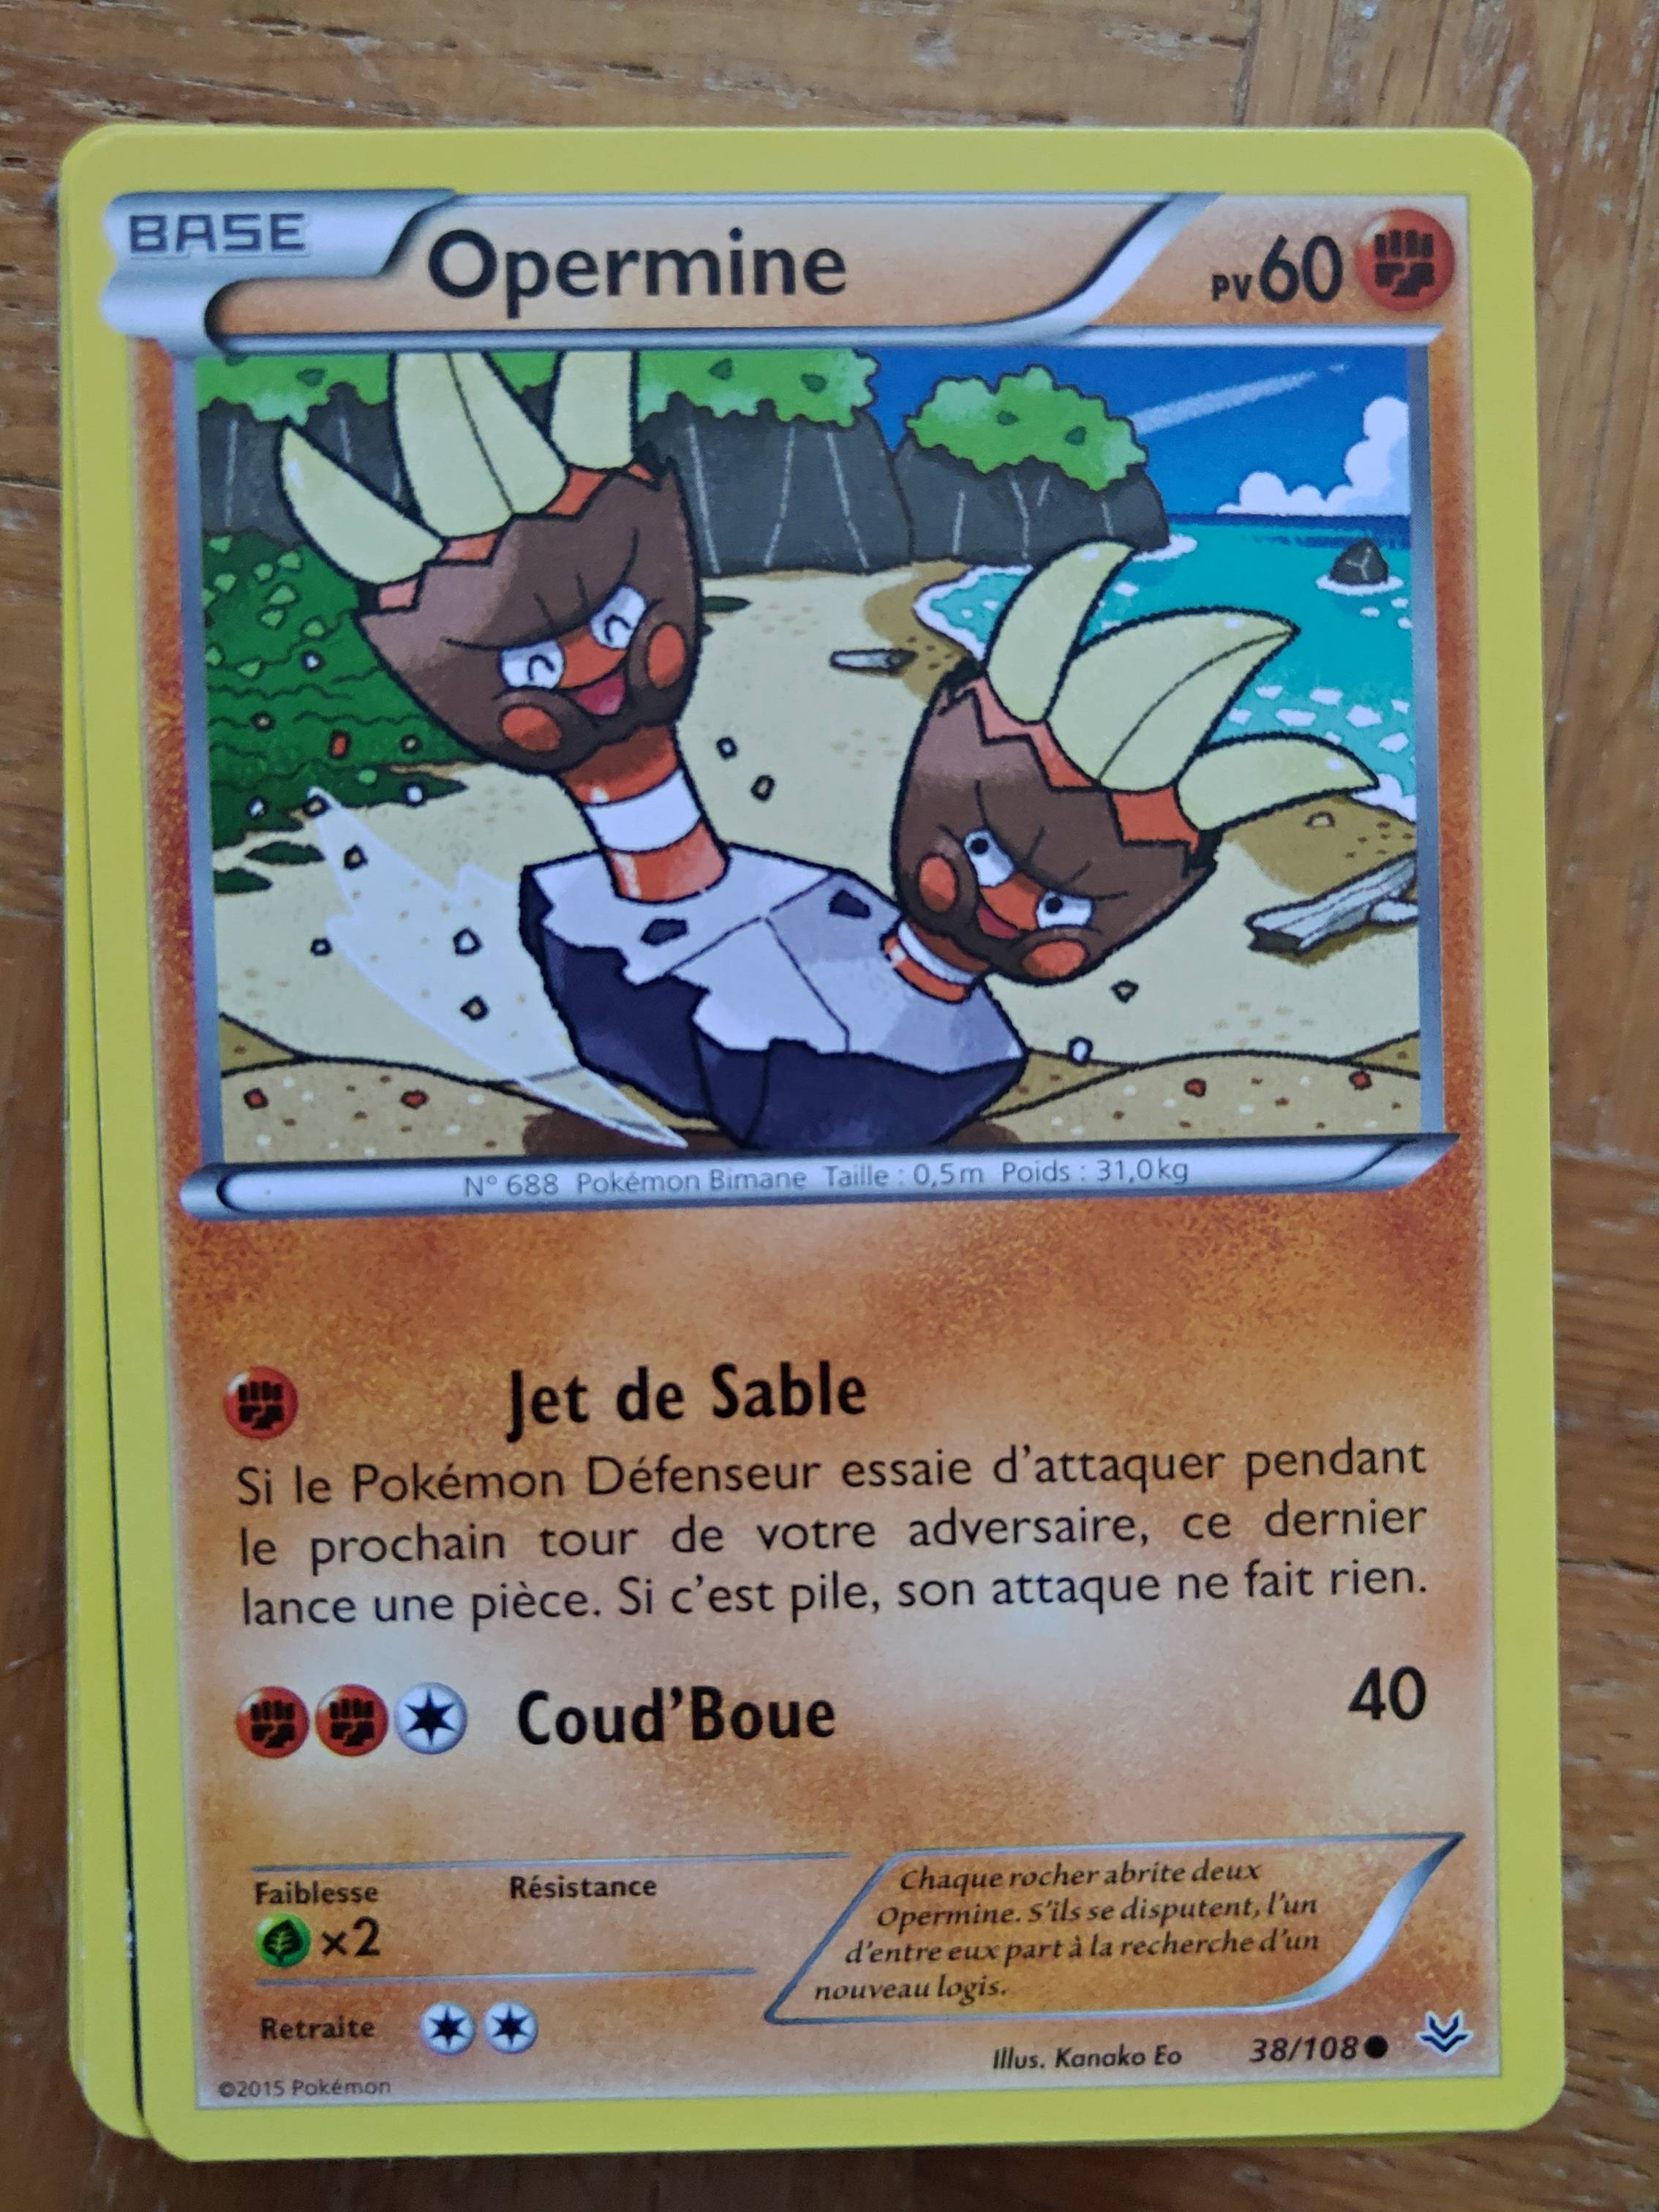 BASE
Opermine
PV 60
N° 688 Pokémon Bimane Taille : 0,5m Poids : 31,0kg
Jet de Sable
Si le Pokémon Défenseur essaie d'attaquer pendant
le prochain tour de votre adversaire, ce dernier
lance une pièce. Si c'est pile, son attaque ne fait rien.
Coud'Boue 40
Faiblesse Résistance
×2
Retraite
Chaque rocher abrite deux
Opermine. S'ils se disputent, l'un
d'entre eux part à la recherche d'un
nouveau logis.
Illus. Kanako Eo 38/108
©2015 Pokémon